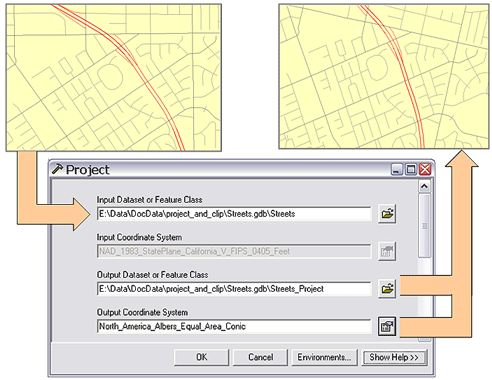 Project
Input Dataset or Feature Class
E:\Data\DocData\project_and_clip\Streets.gdb\Streets
Input Coordinate System
NAD_1983_StatePlane_California_V_FIPS_0405_Feet
Output Dataset or Feature Class
E:\Data\DocData\project_and_clip\Streets.gdb\Streets_Project
Output Coordinate System
North_America_Albers_Equal_Area_Conic
OK Cancel Environments... Show Help >>